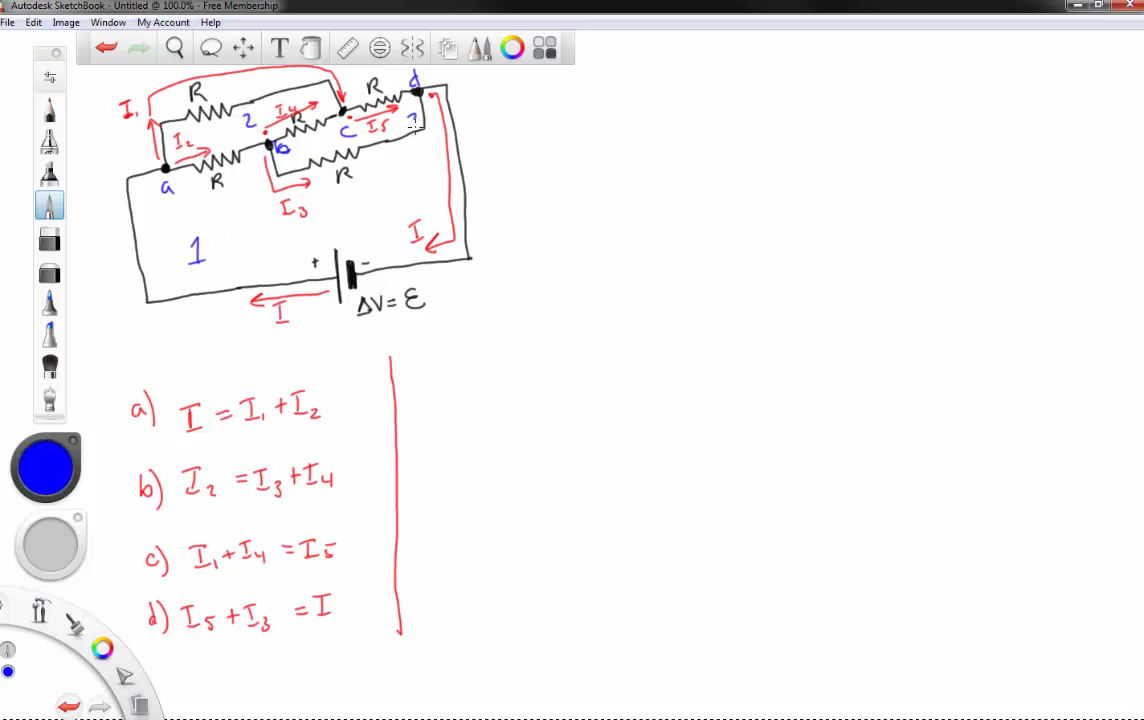 Autodesk SketchBook - Untitled @ 100.0% - Free Membership
File Edit Image Window My Account Help
T
d
R
R
I₁
I₄
2
R
I₅
c
I₂
b
a
R
R
I₃
I
1
+ -
I
ΔV = ε
a) I = I₁ + I₂
b) I₂ = I₃ + I₄
c) I₁ + I₄ = I₅
d) I₅ + I₃ = I